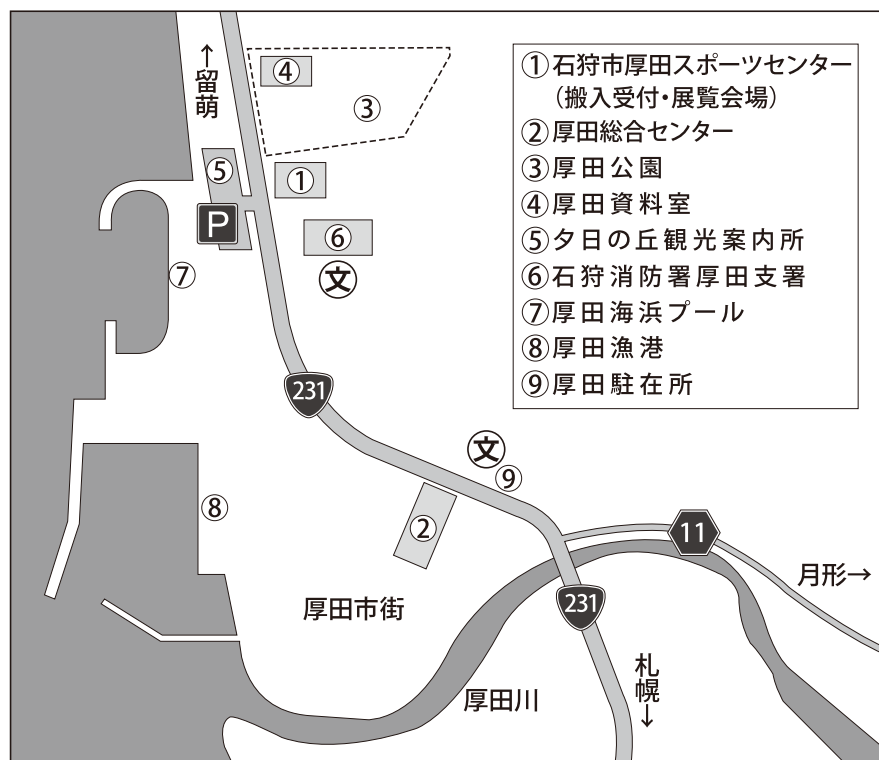 ↑留萌
④
③
⑤
①
P
⑥
文
⑦
231
文
⑨
⑧
②
11
月形→
厚田市街
231
札幌↓
厚田川
①石狩市厚田スポーツセンター
（搬入受付・展覧会場）
②厚田総合センター
③厚田公園
④厚田資料室
⑤夕日の丘観光案内所
⑥石狩消防署厚田支署
⑦厚田海浜プール
⑧厚田漁港
⑨厚田駐在所